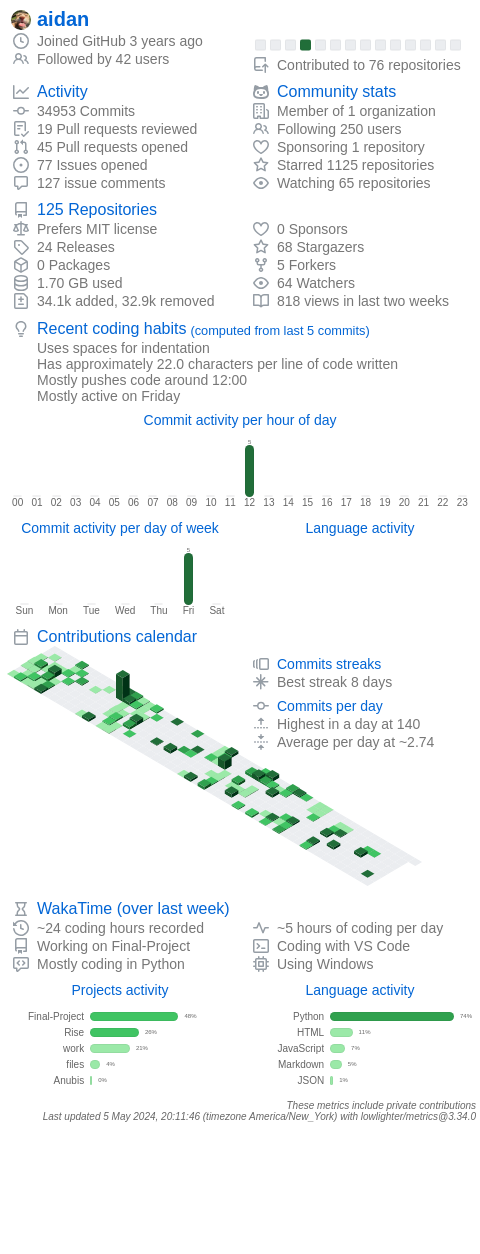 aidan
Joined GitHub 3 years ago
Followed by 42 users
Contributed to 76 repositories
Activity
34953 Commits
19 Pull requests reviewed
45 Pull requests opened
77 Issues opened
127 issue comments
Community stats
Member of 1 organization
Following 250 users
Sponsoring 1 repository
Starred 1125 repositories
Watching 65 repositories
125 Repositories
Prefers MIT license
24 Releases
0 Packages
1.70 GB used
34.1k added, 32.9k removed
0 Sponsors
68 Stargazers
5 Forkers
64 Watchers
818 views in last two weeks
Recent coding habits (computed from last 5 commits)
Uses spaces for indentation
Has approximately 22.0 characters per line of code written
Mostly pushes code around 12:00
Mostly active on Friday
Commit activity per hour of day
5
00 01 02 03 04 05 06 07 08 09 10 11 12 13 14 15 16 17 18 19 20 21 22 23
Commit activity per day of week
5
Sun Mon Tue Wed Thu Fri Sat
Language activity
Contributions calendar
Commits streaks
Best streak 8 days
Commits per day
Highest in a day at 140
Average per day at ~2.74
WakaTime (over last week)
~24 coding hours recorded
Working on Final-Project
Mostly coding in Python
~5 hours of coding per day
Coding with VS Code
Using Windows
Projects activity
Final-Project 48%
Rise 26%
work 21%
files 4%
Anubis 0%
Language activity
Python 74%
HTML 11%
JavaScript 7%
Markdown 5%
JSON 1%
These metrics include private contributions
Last updated 5 May 2024, 20:11:46 (timezone America/New_York) with lowlighter/metrics@3.34.0